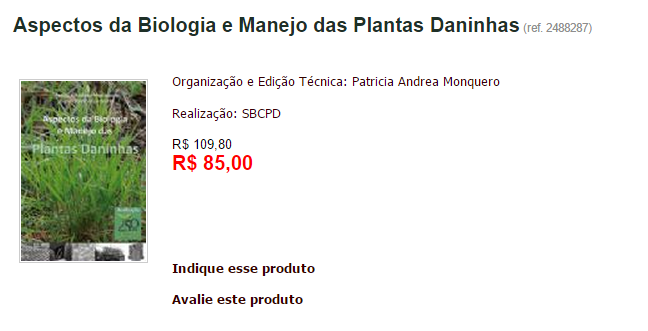 Aspectos da Biologia e Manejo das Plantas Daninhas (ref. 2488287)
Organização e Edição Técnica: Patricia Andrea Monquero
Aspectos da Biologia
e Manejo das
Plantas Daninhas
Realização: SBCPD
R$ 109,80
R$ 85,00
Indique esse produto
Avalie este produto